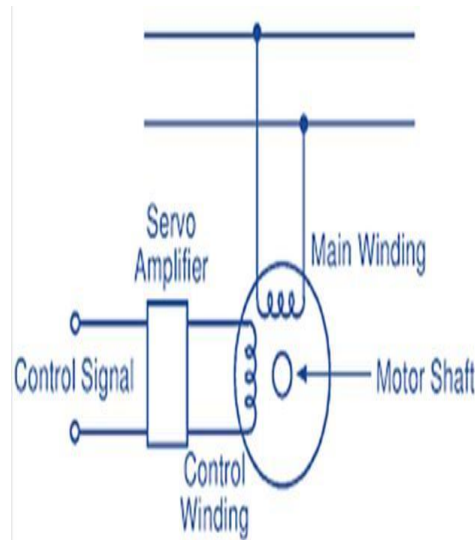 Servo
Amplifier
Main Winding
Control Signal
Motor Shaft
Control
Winding